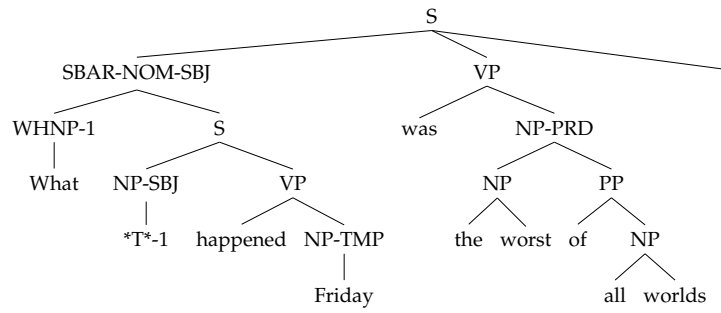 S
SBAR-NOM-SBJ VP
WHNP-1 S was NP-PRD
What NP-SBJ VP NP PP
*T*-1 happened NP-TMP the worst of NP
Friday all worlds